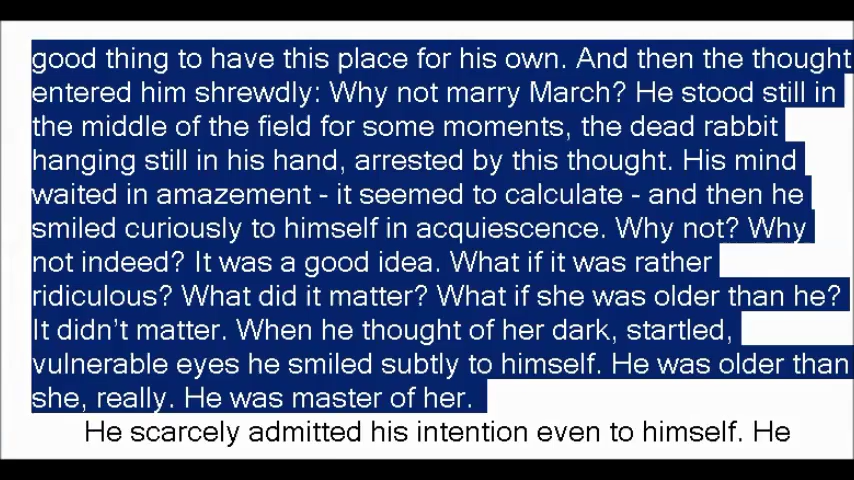 good thing to have this place for his own. And then the thought
entered him shrewdly: Why not marry March? He stood still in
the middle of the field for some moments, the dead rabbit
hanging still in his hand, arrested by this thought. His mind
waited in amazement - it seemed to calculate - and then he
smiled curiously to himself in acquiescence. Why not? Why
not indeed? It was a good idea. What if it was rather
ridiculous? What did it matter? What if she was older than he?
It didn’t matter. When he thought of her dark, startled,
vulnerable eyes he smiled subtly to himself. He was older than
she, really. He was master of her.
He scarcely admitted his intention even to himself. He